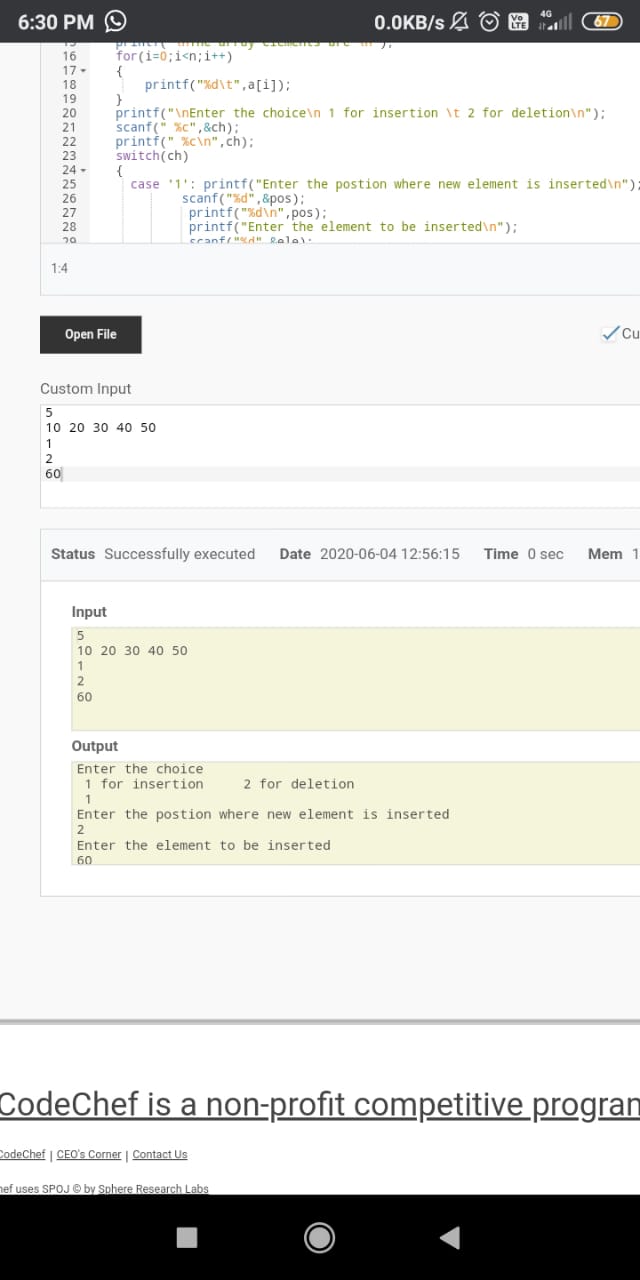 6:30 PM
0.0KB/s Vo LTE 4G 67
16 for(i=0;i<n;i++)
17 {
18 printf("%d\t",a[i]);
19 }
20 printf("\nEnter the choice\n 1 for insertion \t 2 for deletion\n");
21 scanf(" %c",&ch);
22 printf(" %c\n",ch);
23 switch(ch)
24 {
25 case '1': printf("Enter the postion where new element is inserted\n");
26 scanf("%d",&pos);
27 printf("%d\n",pos);
28 printf("Enter the element to be inserted\n");
29 scanf("%d",&ele);
1:4
Open File
Cu
Custom Input
5
10 20 30 40 50
1
2
60
Status Successfully executed Date 2020-06-04 12:56:15 Time 0 sec Mem 1
Input
5
10 20 30 40 50
1
2
60
Output
Enter the choice
1 for insertion 2 for deletion
1
Enter the postion where new element is inserted
2
Enter the element to be inserted
60
CodeChef is a non-profit competitive program
CodeChef | CEO's Corner | Contact Us
hef uses SPOJ © by Sphere Research Labs